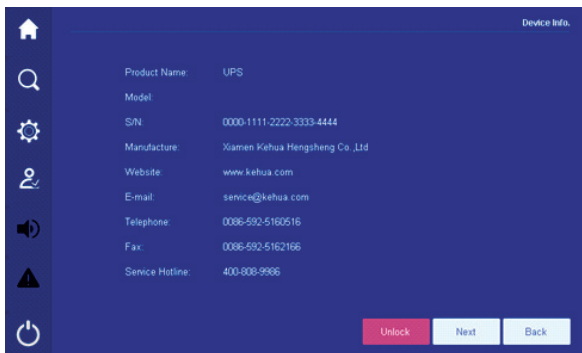 Device Info.
Product Name: UPS
Model:
S/N: 0000-1111-2222-3333-4444
Manufacture: Xiamen Kehua Hengsheng Co.,Ltd
Website: www.kehua.com
E-mail: service@kehua.com
Telephone: 0086-592-5160516
Fax: 0086-592-5162166
Service Hotline: 400-808-9986
Unlock Next Back